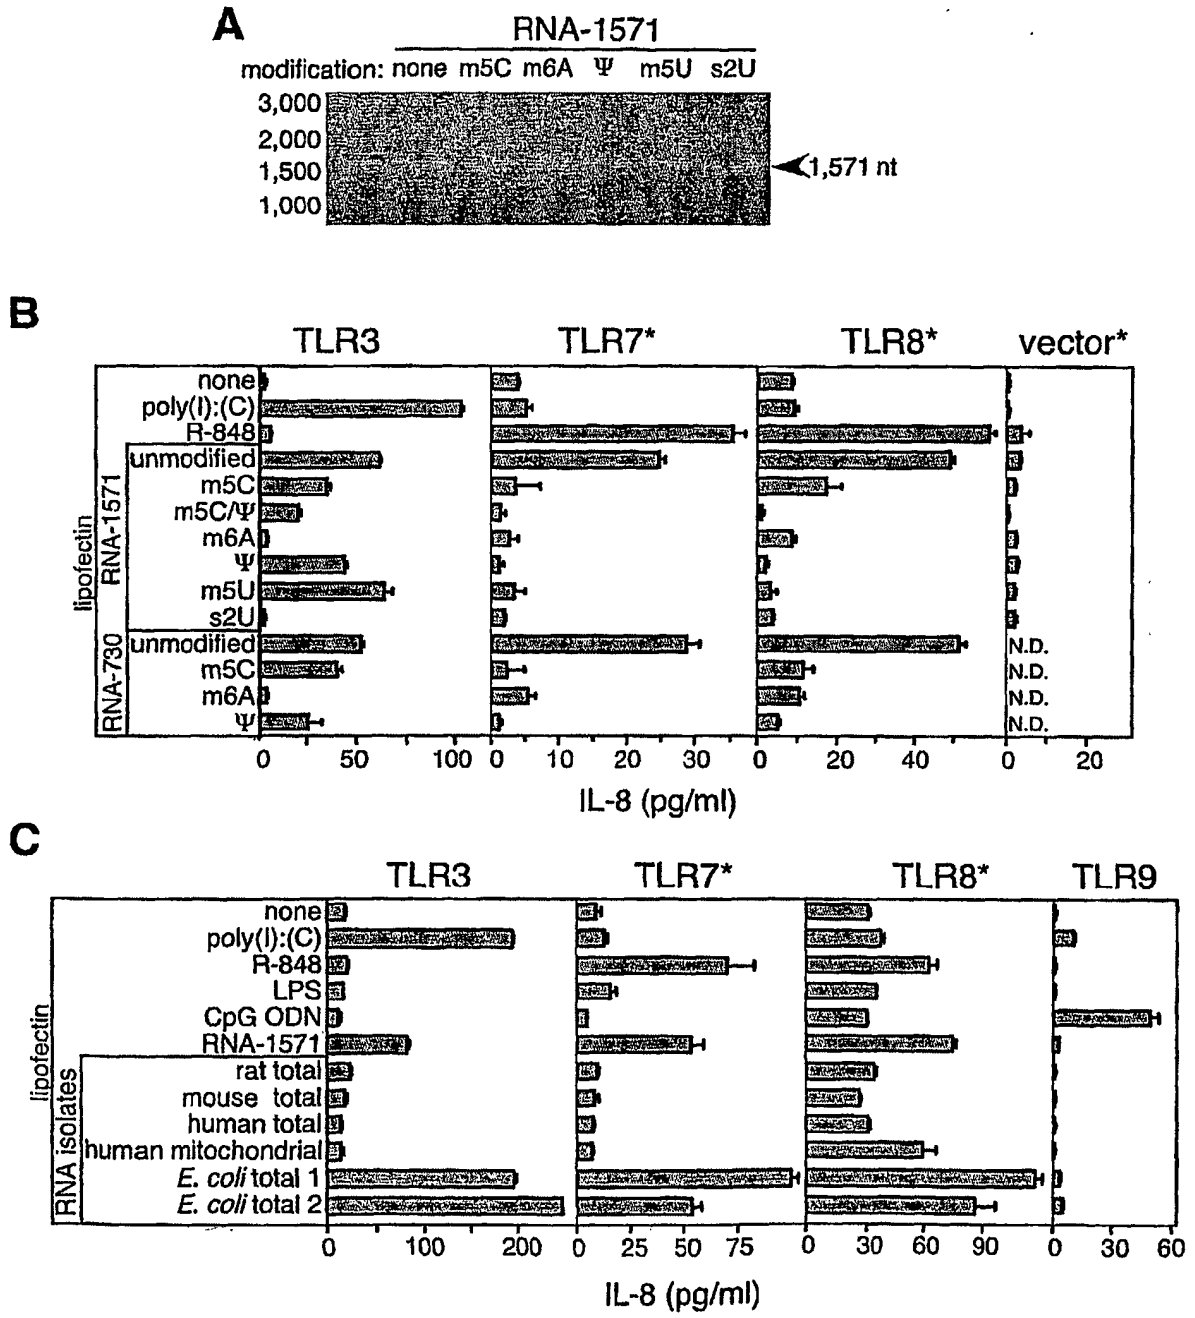 A
RNA-1571
modification: none m5C m6A Ψ m5U s2U
3,000
2,000
1,500
1,000
1,571 nt
B
TLR3 TLR7* TLR8* vector*
lipofectin
none
poly(I):(C)
R-848
RNA-1571
unmodified
m5C
m5C/Ψ
m6A
Ψ
m5U
s2U
RNA-730
unmodified N.D.
m5C N.D.
m6A N.D.
Ψ N.D.
0 50 100 0 10 20 30 0 20 40 0 20
IL-8 (pg/ml)
C
TLR3 TLR7* TLR8* TLR9
lipofectin
none
poly(I):(C)
R-848
LPS
CpG ODN
RNA-1571
RNA isolates
rat total
mouse total
human total
human mitochondrial
E. coli total 1
E. coli total 2
0 100 200 0 25 50 75 0 30 60 90 0 30 60
IL-8 (pg/ml)